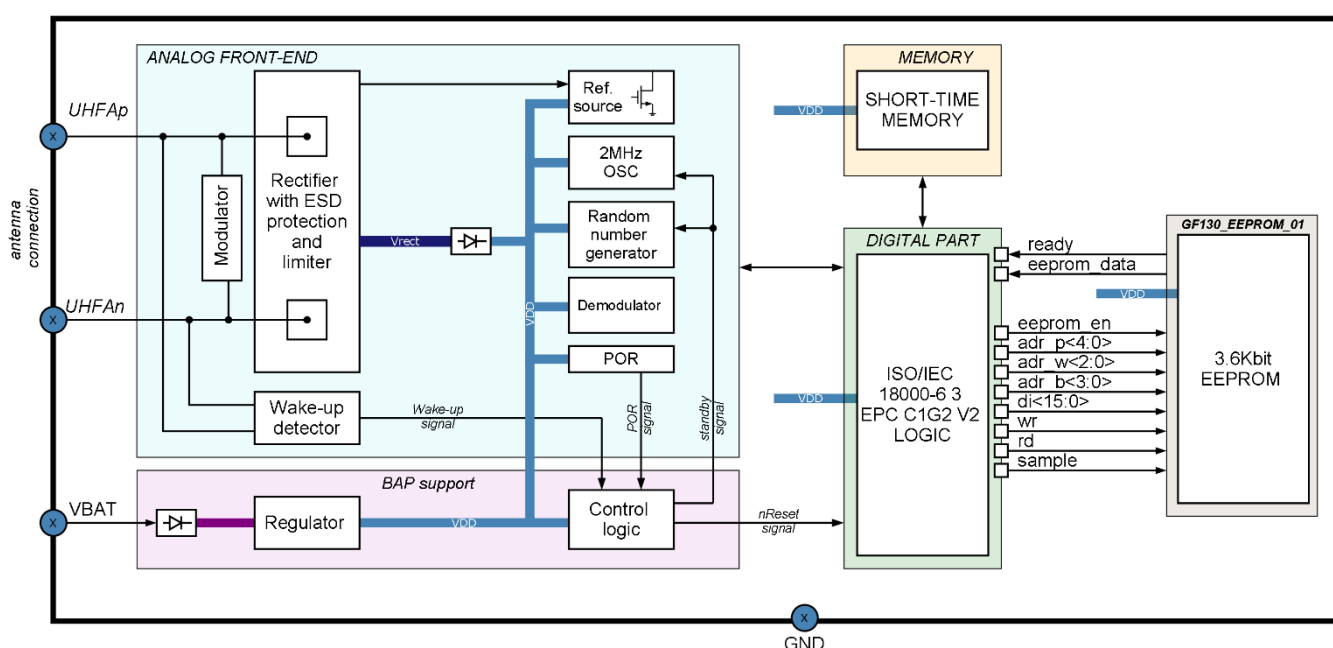 ANALOG FRONT-END
MEMORY
UHFAp
X
Ref.
source
VDD
SHORT-TIME
MEMORY
2MHz
OSC
antenna
connection
Modulator
Rectifier
with ESD
protection
and
limiter
Vrect
Random
number
generator
DIGITAL PART
GF130_EEPROM_01
ready
eeprom_data
VDD
UHFAn
X
Demodulator
VDD
eeprom_en
adr_p<4:0>
adr_w<2:0>
adr_b<3:0>
di<15:0>
wr
rd
sample
POR
ISO/IEC
18000-6 3
EPC C1G2 V2
LOGIC
VDD
3.6Kbit
EEPROM
Wake-up
detector
Wake-up
signal
POR
signal
standby
signal
BAP support
VBAT
X
Regulator
VDD
Control
logic
nReset
signal
X
GND